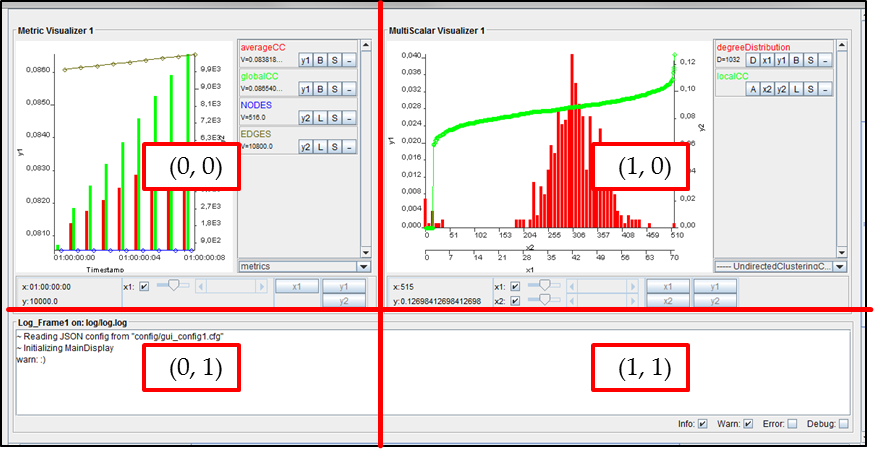 Metric Visualizer 1
averageCC
V=0.083818...
y1 B S –
globalCC
V=0.086540...
y1 B S –
NODES
V=516.0
y2 L S –
EDGES
V=10800.0
y2 L S –
metrics
0,0860
0,0850
0,0840
0,0830
0,0820
0,0810
y1
9,9E3
9,0E3
8,1E3
7,2E3
6,3E3
2,7E3
1,8E3
9,0E2
01:00:00:00
01:00:00:04
01:00:00:08
Timestamp
(0, 0)
x:01:00:00:00
y:10000.0
x1:
x1
y1
y2
MultiScalar Visualizer 1
degreeDistribution
D=1032 D x1 y1 B S –
localCC
A x2 y2 L S –
----- UndirectedClusteringC...
0,040
0,036
0,032
0,028
0,024
0,020
0,016
0,012
0,008
0,004
0,000
y1
0,12
0,10
0,08
0,06
0,02
0,00
y2
0 51 102 153 204 255 306 357 408 459 510
x2
0 7 14 21 28 35 42 49 56 63 70
x1
(1, 0)
x:515
y:0.12698412698412698
x1:
x2:
x1
y1
x2
y2
Log_Frame1 on: log/log.log
~ Reading JSON config from "config/gui_config1.cfg"
~ Initializing MainDisplay
warn: :)
(0, 1)
(1, 1)
Info: Warn: Error: Debug: